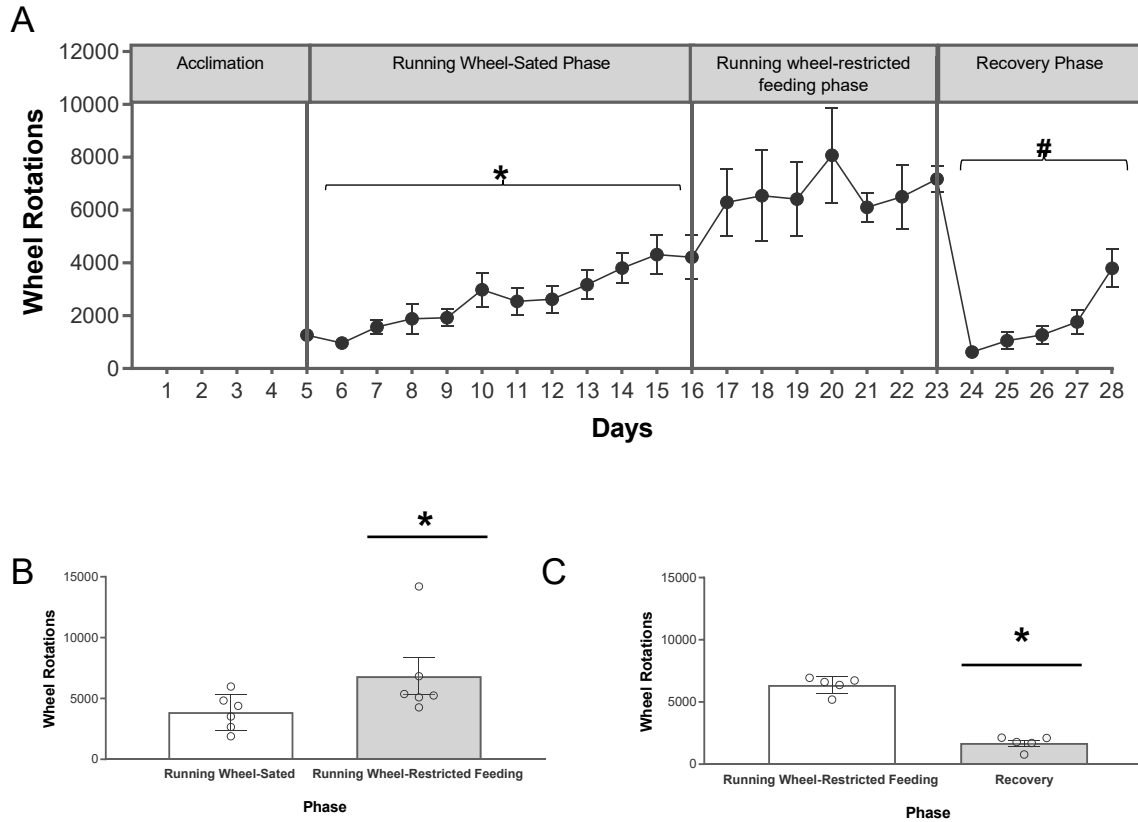 A
12000
Acclimation
Running Wheel-Sated Phase
Running wheel-restricted
feeding phase
Recovery Phase
10000
8000
6000
4000
2000
0
Wheel Rotations
*
#
1 2 3 4 5 6 7 8 9 10 11 12 13 14 15 16 17 18 19 20 21 22 23 24 25 26 27 28
Days
B
*
15000
10000
5000
0
Wheel Rotations
Running Wheel-Sated
Running Wheel-Restricted Feeding
Phase
C
*
15000
10000
5000
0
Wheel Rotations
Running Wheel-Restricted Feeding
Recovery
Phase